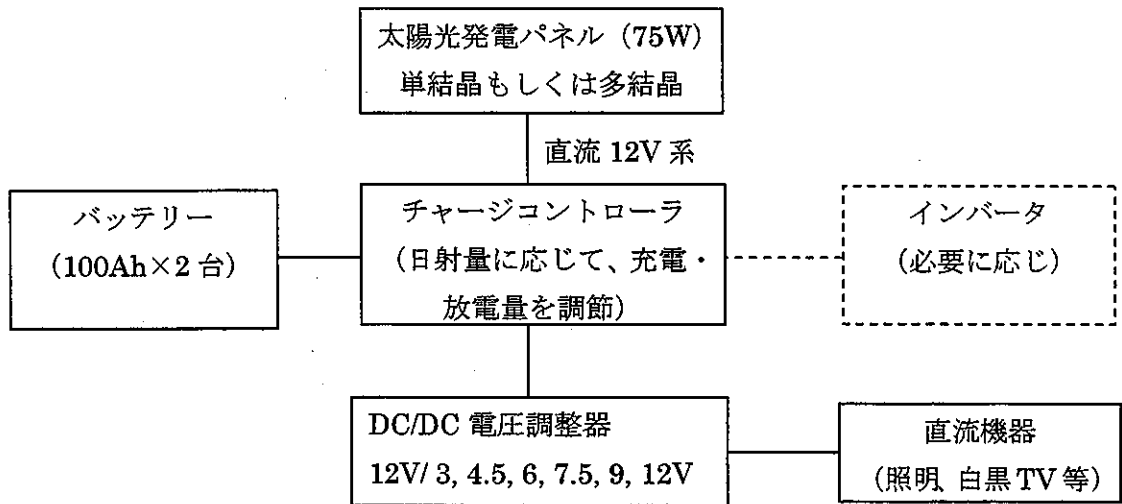 太陽光発電パネル（75W）
単結晶もしくは多結晶
直流 12V 系
バッテリー
（100Ah×2 台）
チャージコントローラ
（日射量に応じて、充電・
放電量を調節）
インバータ
（必要に応じ）
DC/DC 電圧調整器
12V/ 3, 4.5, 6, 7.5, 9, 12V
直流機器
（照明、白黒 TV 等）